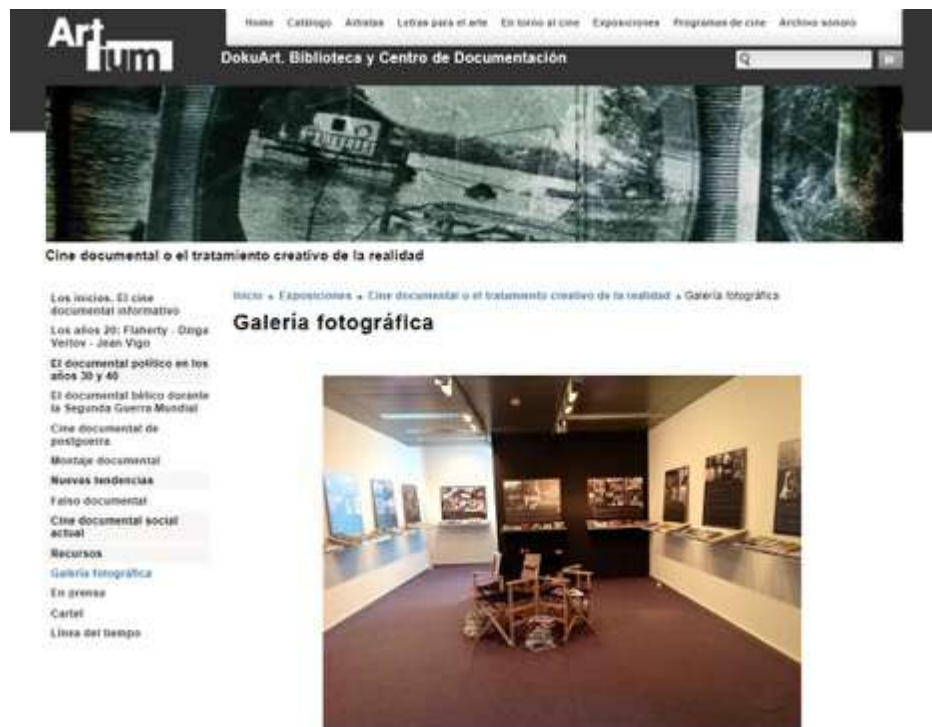 Art
ium
Home Catálogo Artistas Letras para el arte En torno al cine Exposiciones Programas de cine Archivo sonoro
DokuArt. Biblioteca y Centro de Documentación
Cine documental o el tratamiento creativo de la realidad
Inicio Exposiciones Cine documental o el tratamiento creativo de la realidad Galería fotográfica
Galería fotográfica
Los inicios. El cine
documental informativo
Los años 20: Flaherty - Dziga
Vertov - Jean Vigo
El documental político en los
años 30 y 40
El documental bélico durante
la Segunda Guerra Mundial
Cine documental de
postguerra
Montaje documental
Nuevas tendencias
Falso documental
Cine documental social
actual
Recursos
Galería fotográfica
En prensa
Cartel
Línea del tiempo